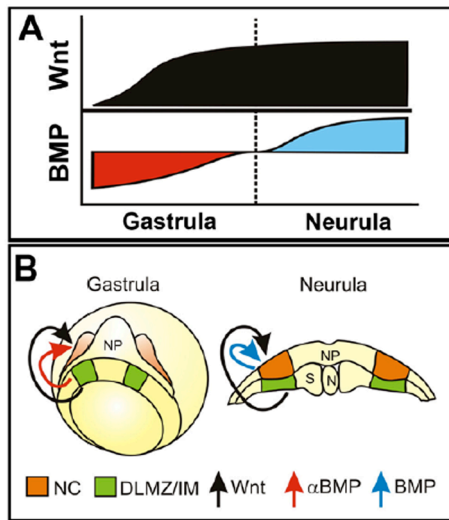 A
Wnt
BMP
Gastrula Neurula
B
Gastrula Neurula
NP NP
S N
NC DLMZ/IM Wnt αBMP BMP